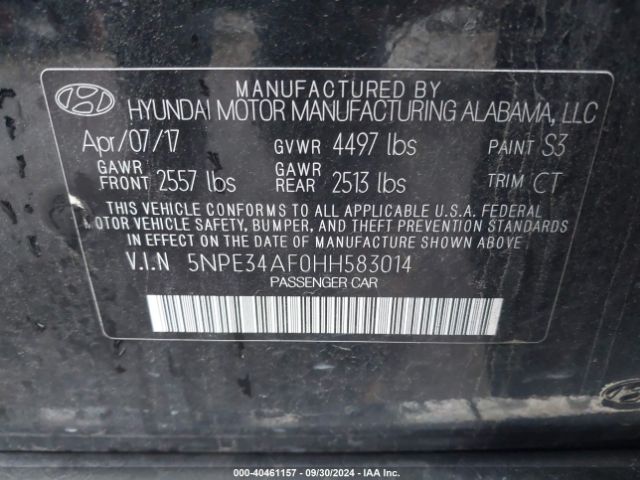 MANUFACTURED BY
HYUNDAI MOTOR MANUFACTURING ALABAMA, LLC
Apr/07/17 GVWR 4497 lbs PAINT S3
GAWR FRONT 2557 lbs GAWR REAR 2513 lbs TRIM CT
THIS VEHICLE CONFORMS TO ALL APPLICABLE U.S.A. FEDERAL
MOTOR VEHICLE SAFETY, BUMPER, AND THEFT PREVENTION STANDARDS
IN EFFECT ON THE DATE OF MANUFACTURE SHOWN ABOVE.
V.I.N 5NPE34AF0HH583014
PASSENGER CAR
000-40461157 - 09/30/2024 - IAA Inc.